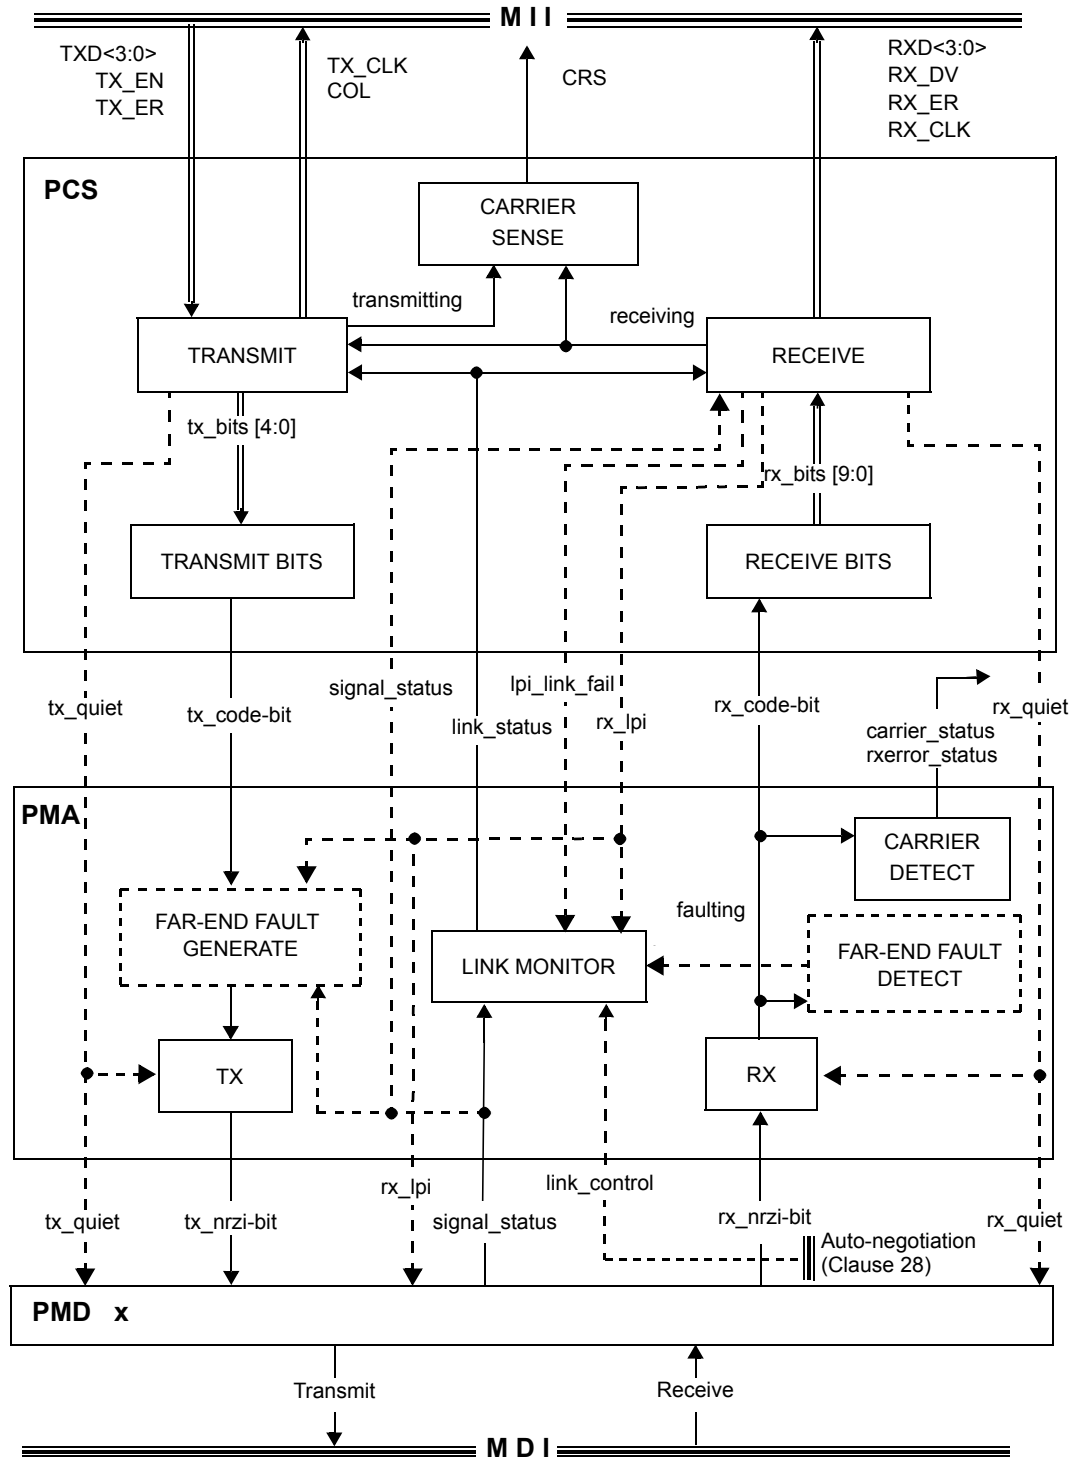 M I I
TXD<3:0>
TX_EN
TX_ER
TX_CLK
COL
CRS
RXD<3:0>
RX_DV
RX_ER
RX_CLK
PCS
CARRIER
SENSE
transmitting
receiving
TRANSMIT
RECEIVE
tx_bits [4:0]
rx_bits [9:0]
TRANSMIT BITS
RECEIVE BITS
tx_quiet
tx_code-bit
signal_status
link_status
lpi_link_fail
rx_lpi
rx_code-bit
carrier_status
rxerror_status
rx_quiet
PMA
CARRIER
DETECT
FAR-END FAULT
GENERATE
faulting
LINK MONITOR
FAR-END FAULT
DETECT
TX
RX
tx_quiet
tx_nrzi-bit
rx_lpi
signal_status
link_control
rx_nrzi-bit
rx_quiet
Auto-negotiation
(Clause 28)
PMD x
Transmit
Receive
M D I